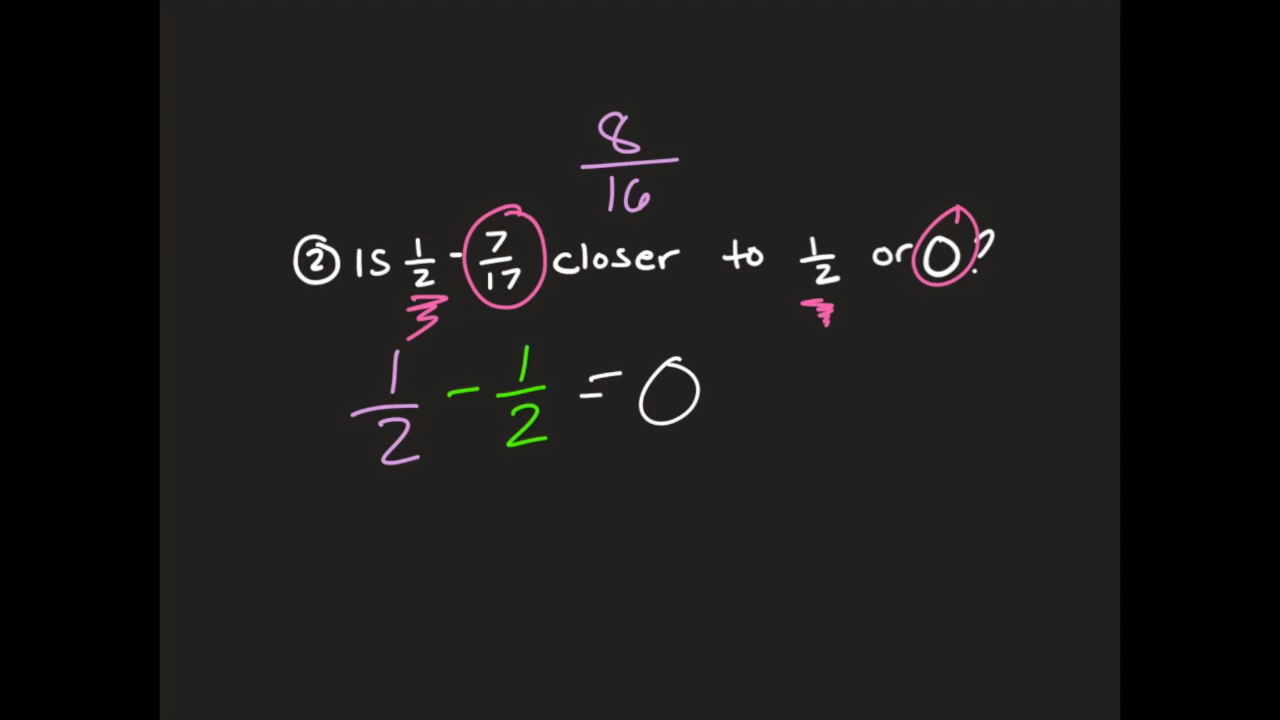 8/16
② Is 1/2 - 7/17 closer to 1/2 or 0?
1/2 - 1/2 = 0